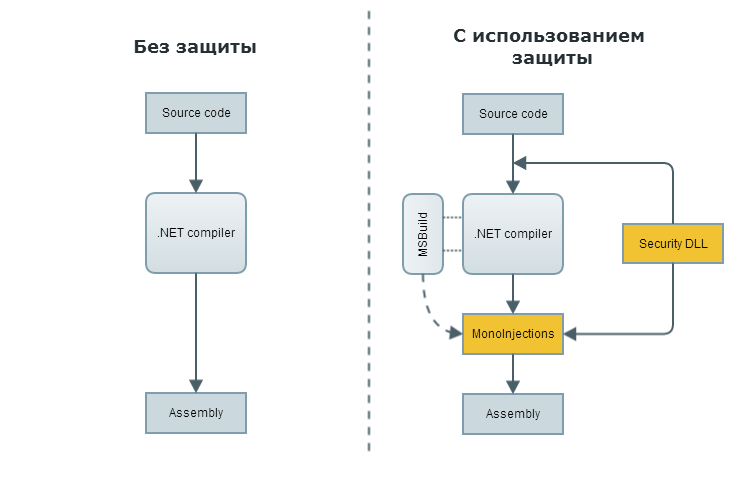 Без защиты
Source code
.NET compiler
Assembly
С использованием
защиты
Source code
MSBuild
.NET compiler
Security DLL
MonoInjections
Assembly